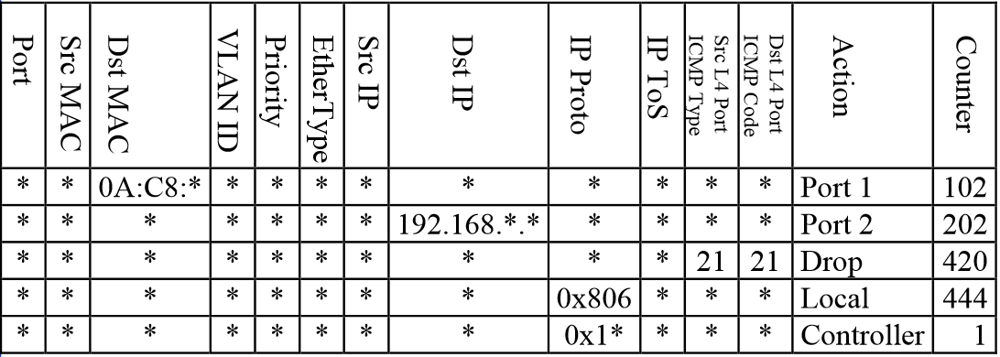 Port Src MAC Dst MAC VLAN ID Priority EtherType Src IP Dst IP IP Proto IP ToS Src L4 Port ICMP Type Dst L4 Port ICMP Code Action Counter
* * 0A:C8:* * * * * * * * * * Port 1 102
* * * * * * * 192.168.*.* * * * * Port 2 202
* * * * * * * * * * 21 21 Drop 420
* * * * * * * * 0x806 * * * Local 444
* * * * * * * * 0x1* * * * Controller 1